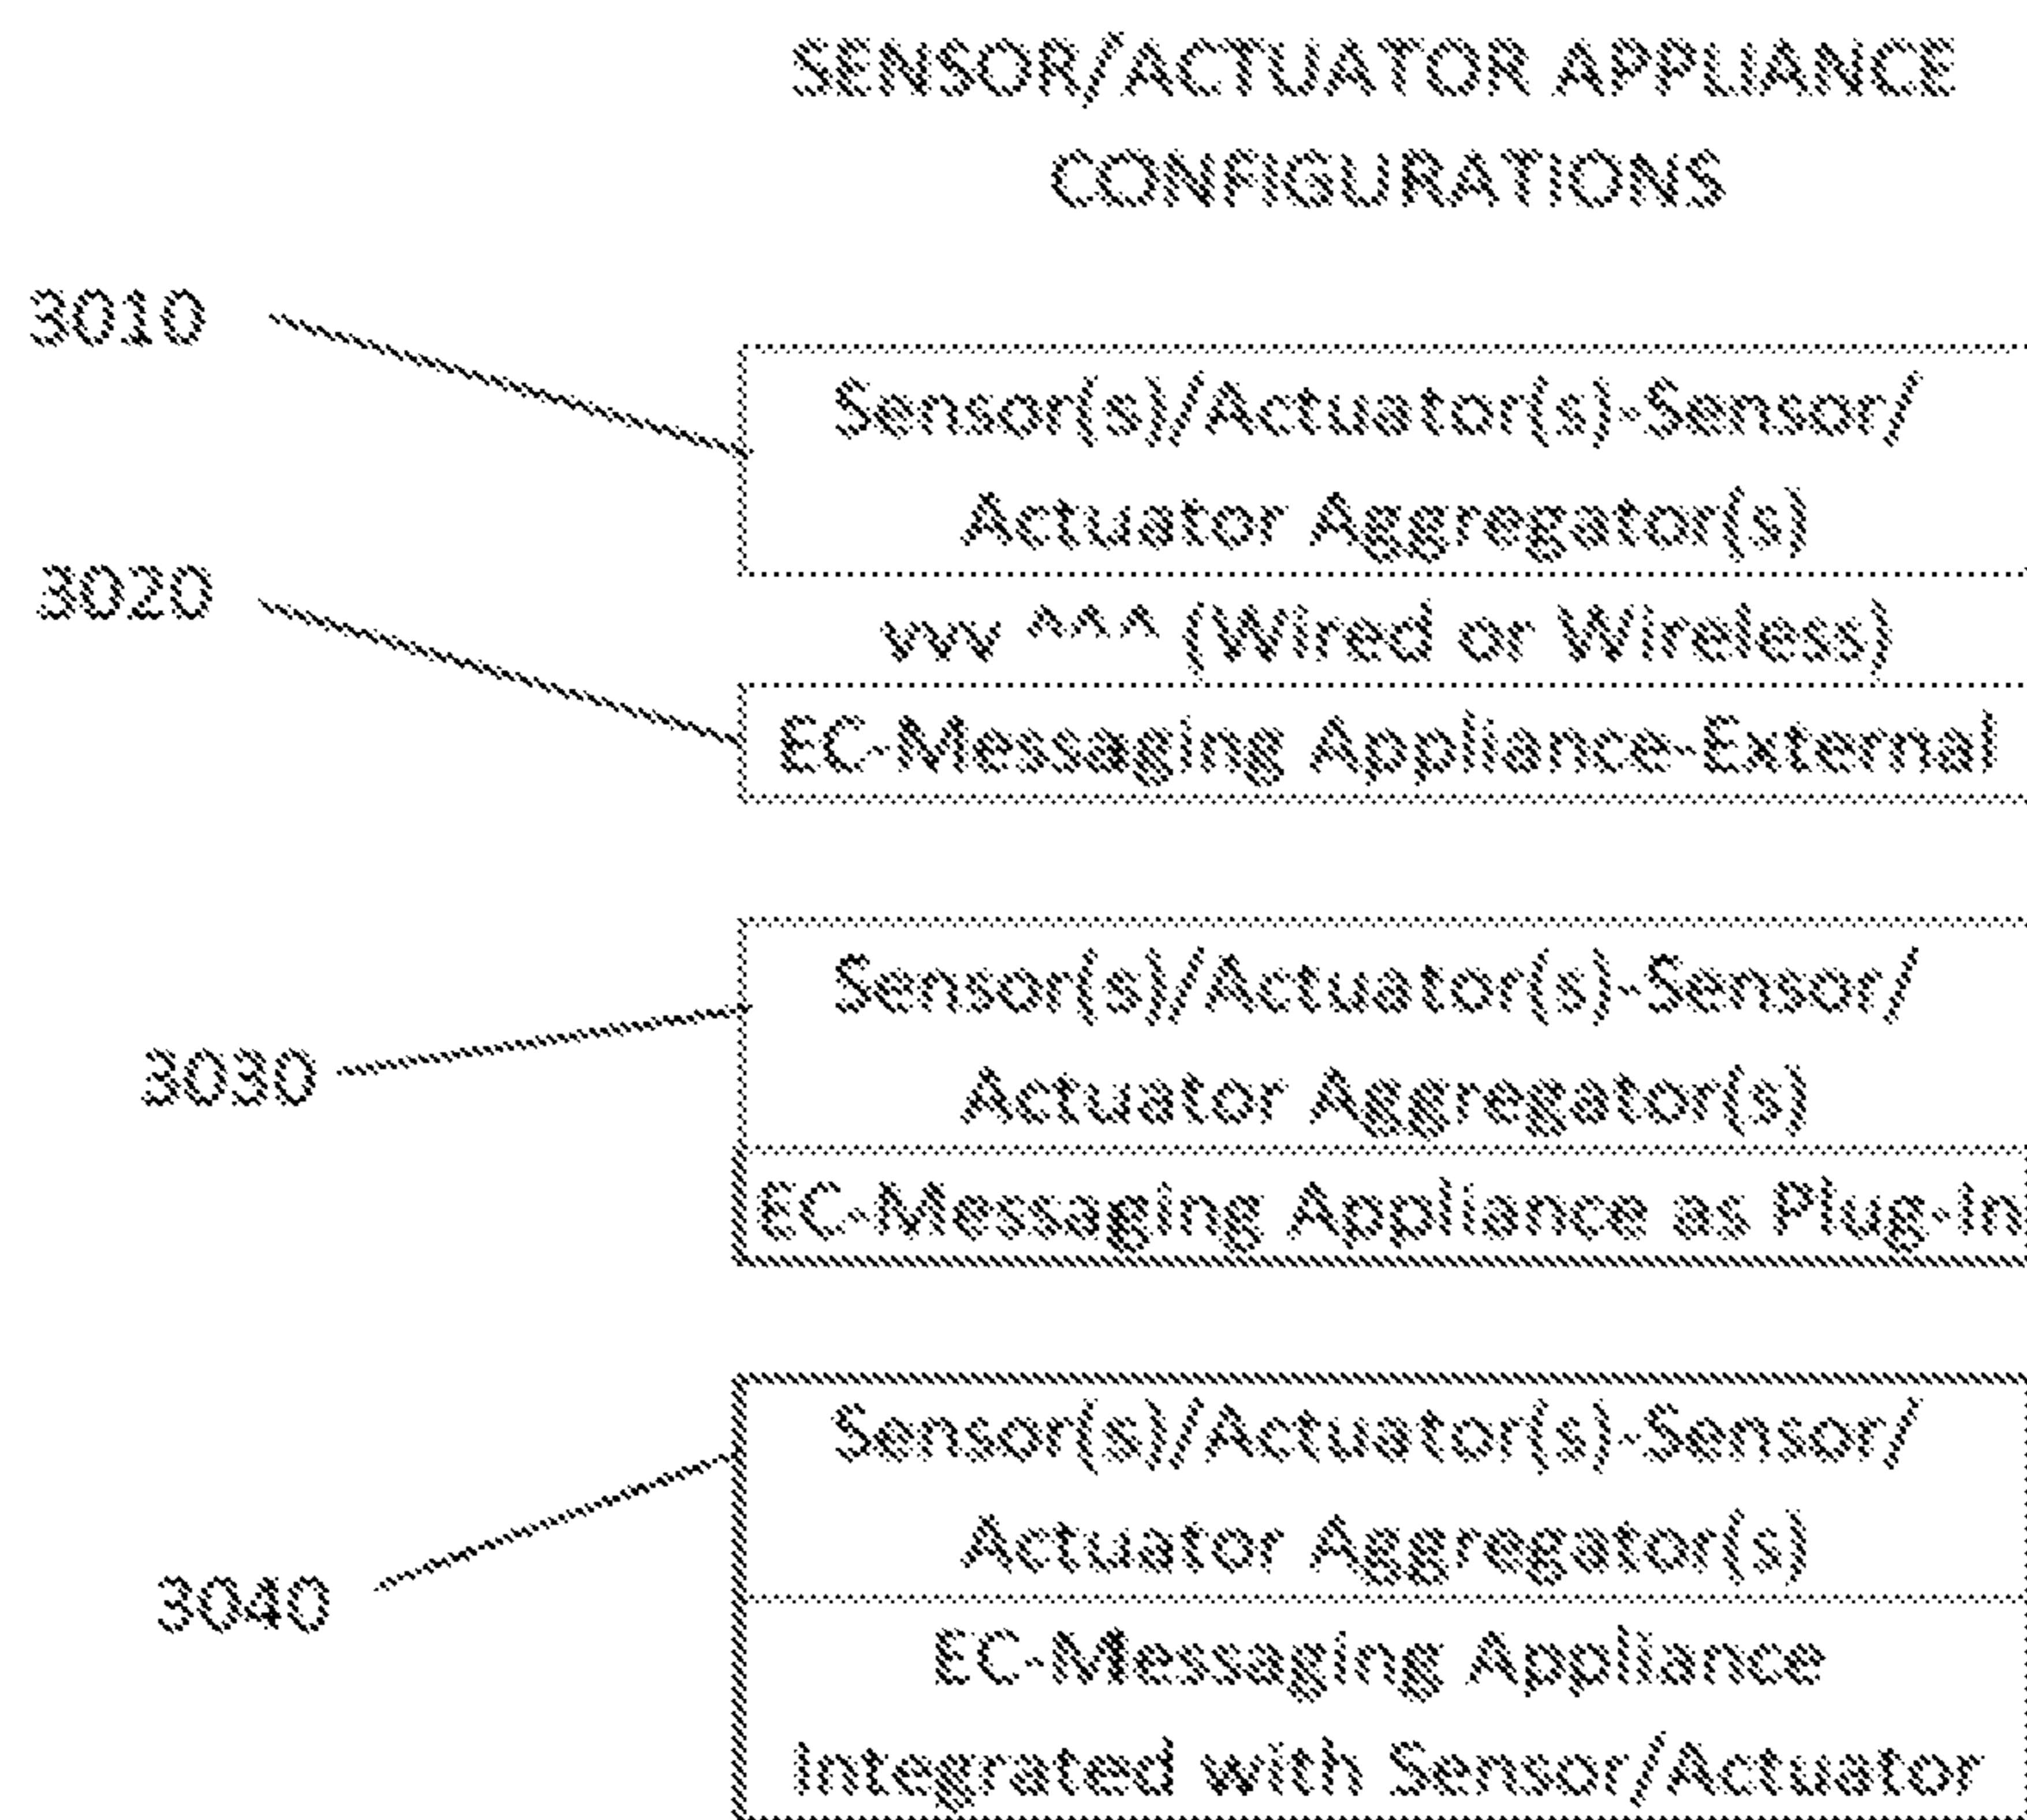 SENSOR/ACTUATOR APPLIANCE
CONFIGURATIONS
3010
Sensor(s)/Actuator(s)-Sensor/
Actuator Aggregator(s)
3020
vvv ^^^ (Wired or Wireless)
EC-Messaging Appliance-External
3030
Sensor(s)/Actuator(s)-Sensor/
Actuator Aggregator(s)
EC-Messaging Appliance as Plug-in
3040
Sensor(s)/Actuator(s)-Sensor/
Actuator Aggregator(s)
EC-Messaging Appliance
Integrated with Sensor/Actuator